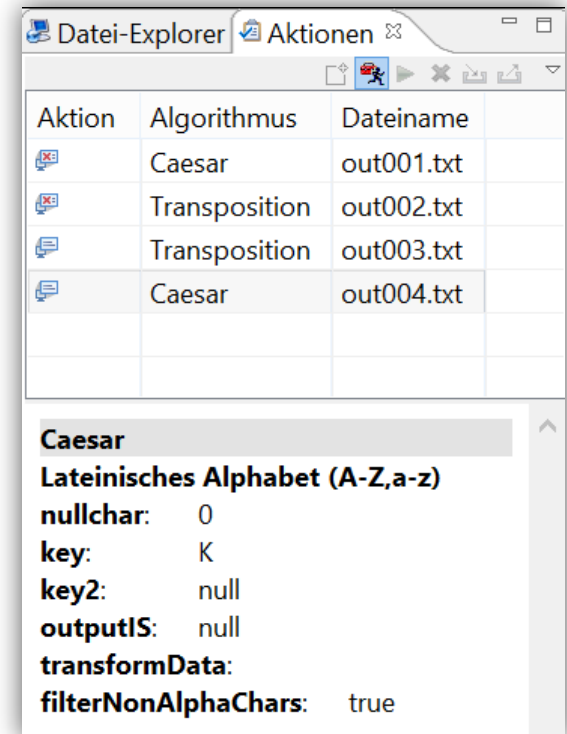 Datei-Explorer Aktionen
Aktion Algorithmus Dateiname
Caesar out001.txt
Transposition out002.txt
Transposition out003.txt
Caesar out004.txt
Caesar
Lateinisches Alphabet (A-Z,a-z)
nullchar: 0
key: K
key2: null
outputIS: null
transformData:
filterNonAlphaChars: true